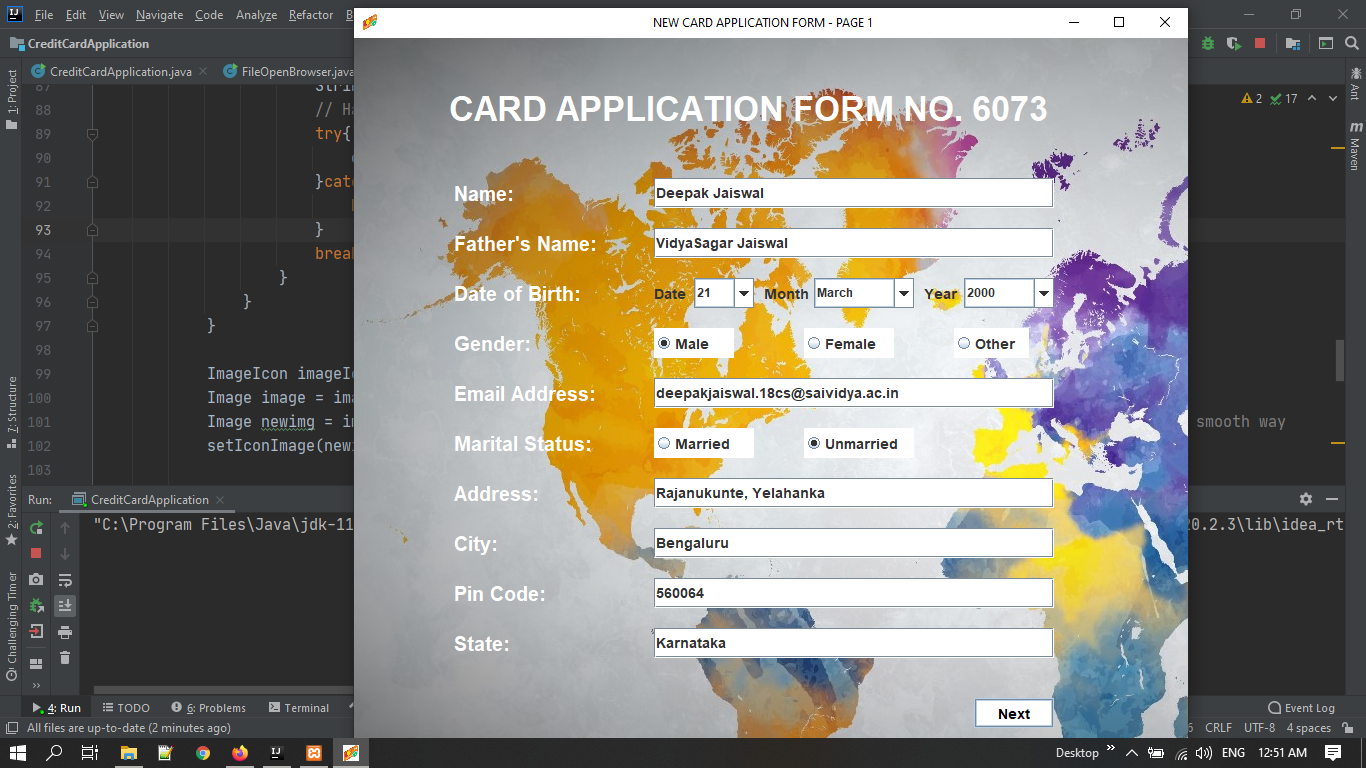 File Edit View Navigate Code Analyze Refactor
NEW CARD APPLICATION FORM - PAGE 1
CreditCardApplication
CreditCardApplication.java
FileOpenBrowser.java
1: Project
7: Structure
2: Favorites
Challenging Timer
Ant
Maven
2 17
87
88 // Ha
89 try{
90
91 }catc
92
93 }
94 break
95 }
96 }
97 }
98
99 ImageIcon imageIc
100 Image image = ima
101 Image newimg = im smooth way
102 setIconImage(newi
103
CARD APPLICATION FORM NO. 6073
Name: Deepak Jaiswal
Father's Name: VidyaSagar Jaiswal
Date of Birth: Date 21 Month March Year 2000
Gender: Male Female Other
Email Address: deepakjaiswal.18cs@saividya.ac.in
Marital Status: Married Unmarried
Address: Rajanukunte, Yelahanka
City: Bengaluru
Pin Code: 560064
State: Karnataka
Next
Run: CreditCardApplication
"C:\Program Files\Java\jdk-11 20.2.3\lib\idea_rt
4: Run TODO 6: Problems Terminal Event Log
All files are up-to-date (2 minutes ago) CRLF UTF-8 4 spaces
Desktop ENG 12:51 AM